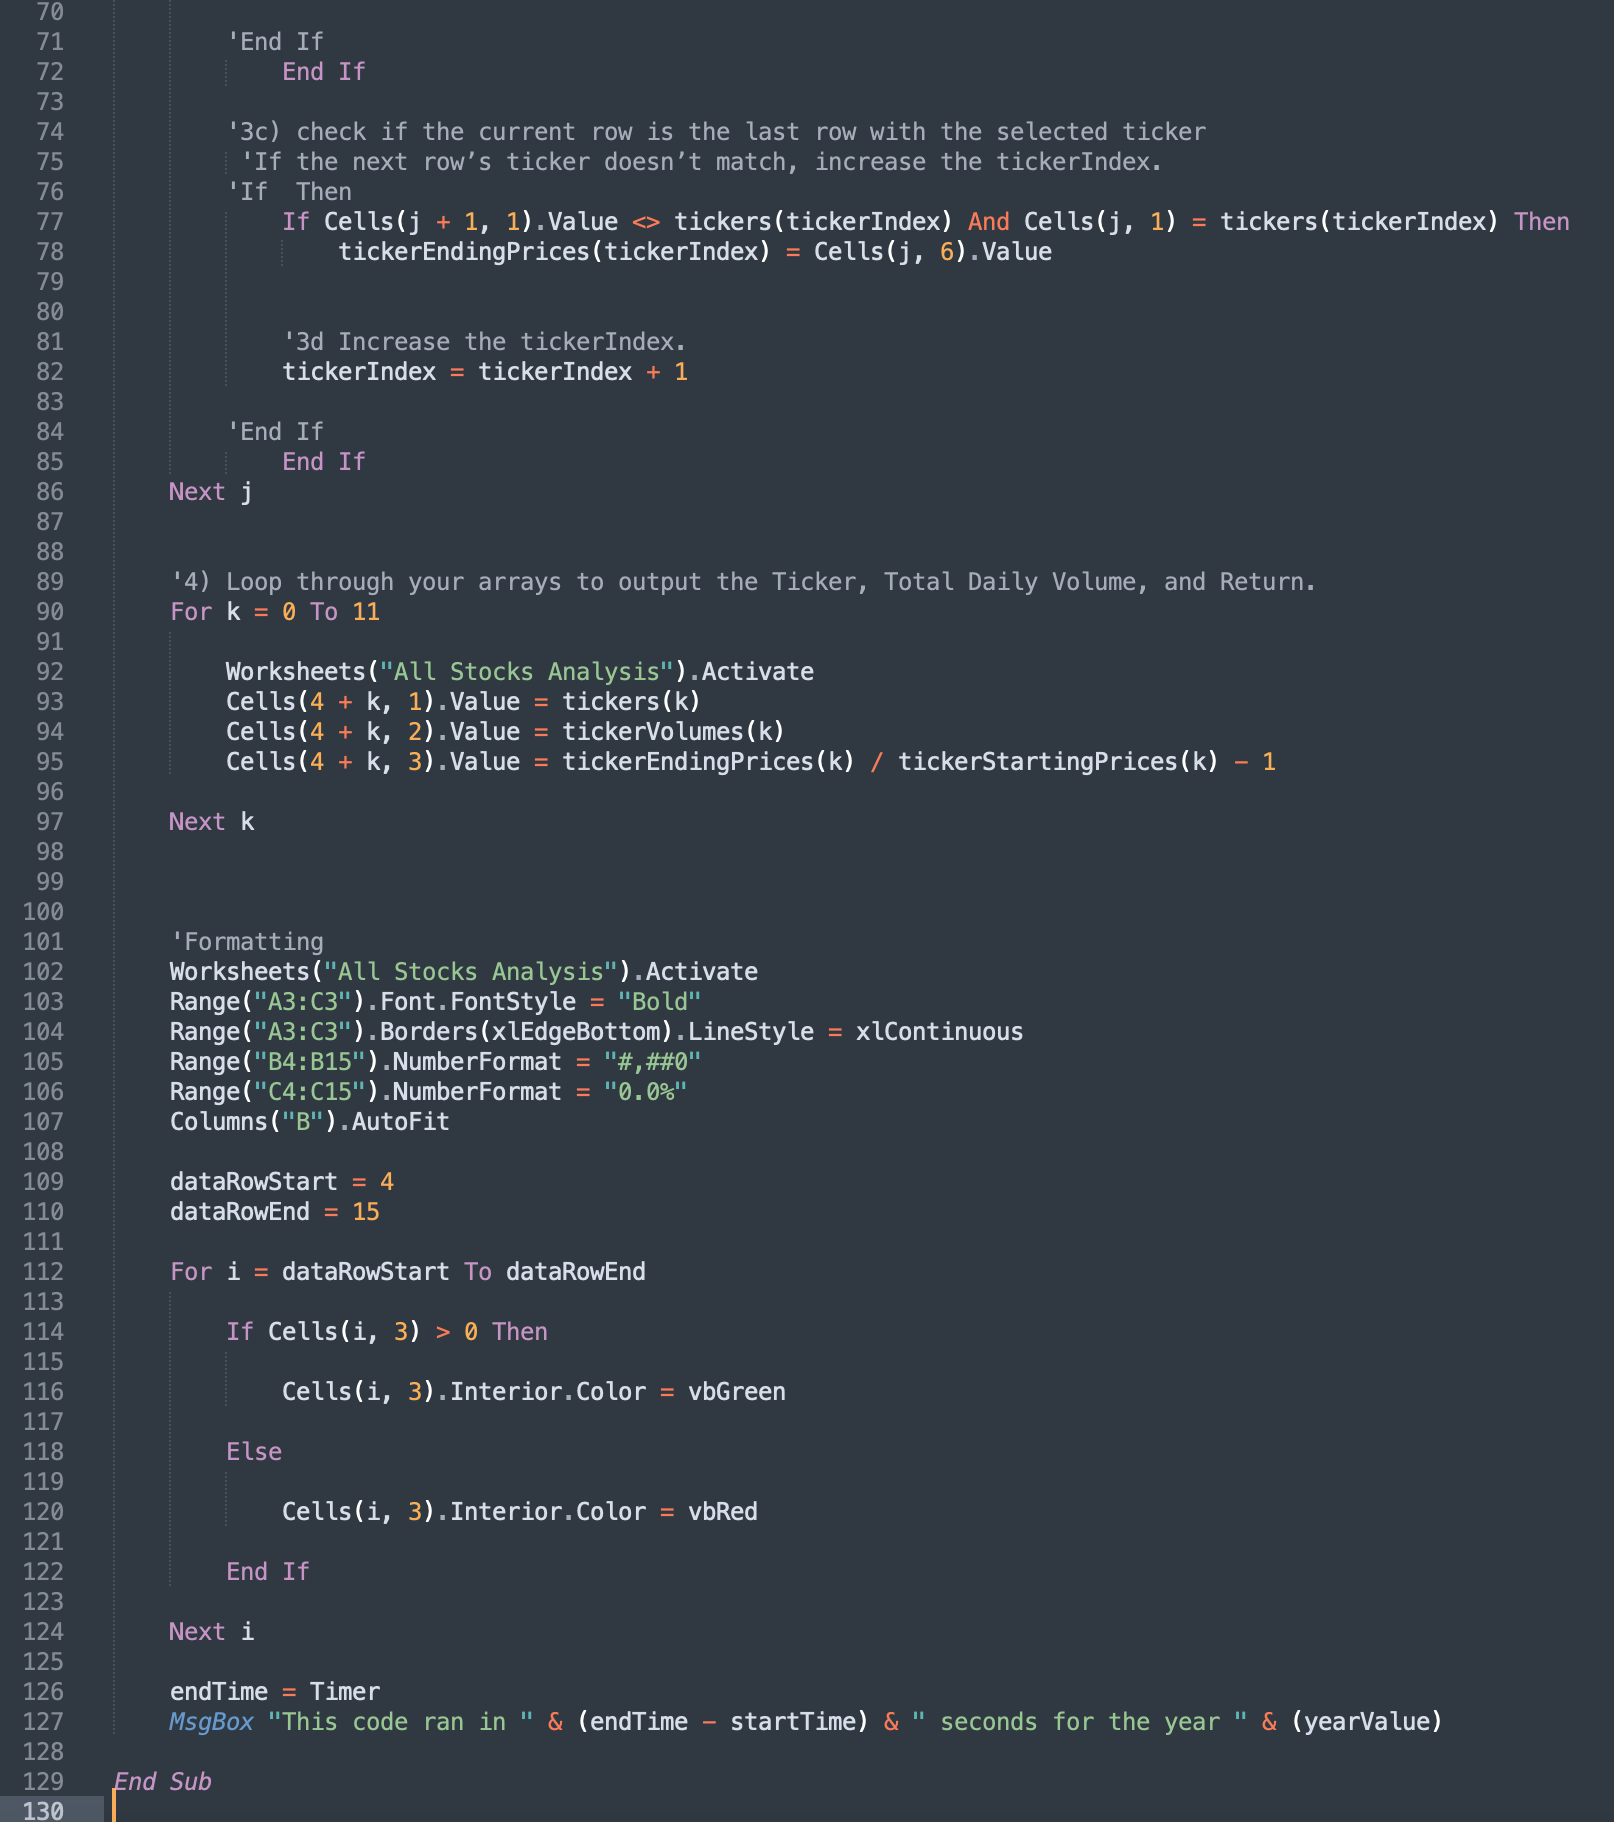 70
71 'End If
72 End If
73
74 '3c) check if the current row is the last row with the selected ticker
75 'If the next row’s ticker doesn’t match, increase the tickerIndex.
76 'If  Then
77 If Cells(j + 1, 1).Value <> tickers(tickerIndex) And Cells(j, 1) = tickers(tickerIndex) Then
78 tickerEndingPrices(tickerIndex) = Cells(j, 6).Value
79
80
81 '3d Increase the tickerIndex.
82 tickerIndex = tickerIndex + 1
83
84 'End If
85 End If
86 Next j
87
88
89 '4) Loop through your arrays to output the Ticker, Total Daily Volume, and Return.
90 For k = 0 To 11
91
92 Worksheets("All Stocks Analysis").Activate
93 Cells(4 + k, 1).Value = tickers(k)
94 Cells(4 + k, 2).Value = tickerVolumes(k)
95 Cells(4 + k, 3).Value = tickerEndingPrices(k) / tickerStartingPrices(k) - 1
96
97 Next k
98
99
100
101 'Formatting
102 Worksheets("All Stocks Analysis").Activate
103 Range("A3:C3").Font.FontStyle = "Bold"
104 Range("A3:C3").Borders(xlEdgeBottom).LineStyle = xlContinuous
105 Range("B4:B15").NumberFormat = "#,##0"
106 Range("C4:C15").NumberFormat = "0.0%"
107 Columns("B").AutoFit
108
109 dataRowStart = 4
110 dataRowEnd = 15
111
112 For i = dataRowStart To dataRowEnd
113
114 If Cells(i, 3) > 0 Then
115
116 Cells(i, 3).Interior.Color = vbGreen
117
118 Else
119
120 Cells(i, 3).Interior.Color = vbRed
121
122 End If
123
124 Next i
125
126 endTime = Timer
127 MsgBox "This code ran in " & (endTime - startTime) & " seconds for the year " & (yearValue)
128
129 End Sub
130